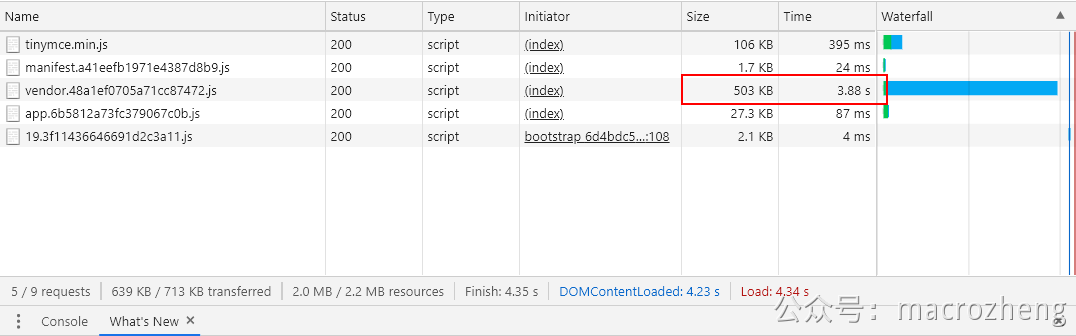 Name Status Type Initiator Size Time Waterfall
tinymce.min.js 200 script (index) 106 KB 395 ms
manifest.a41eefb1971e4387d8b9.js 200 script (index) 1.7 KB 24 ms
vendor.48a1ef0705a71cc87472.js 200 script (index) 503 KB 3.88 s
app.6b5812a73fc379067c0b.js 200 script (index) 27.3 KB 87 ms
19.3f11436646691d2c3a11.js 200 script bootstrap 6d4bdc5...:108 2.1 KB 4 ms
5 / 9 requests 639 KB / 713 KB transferred 2.0 MB / 2.2 MB resources Finish: 4.35 s DOMContentLoaded: 4.23 s Load: 4.34 s
公众号：macrozheng
Console What's New